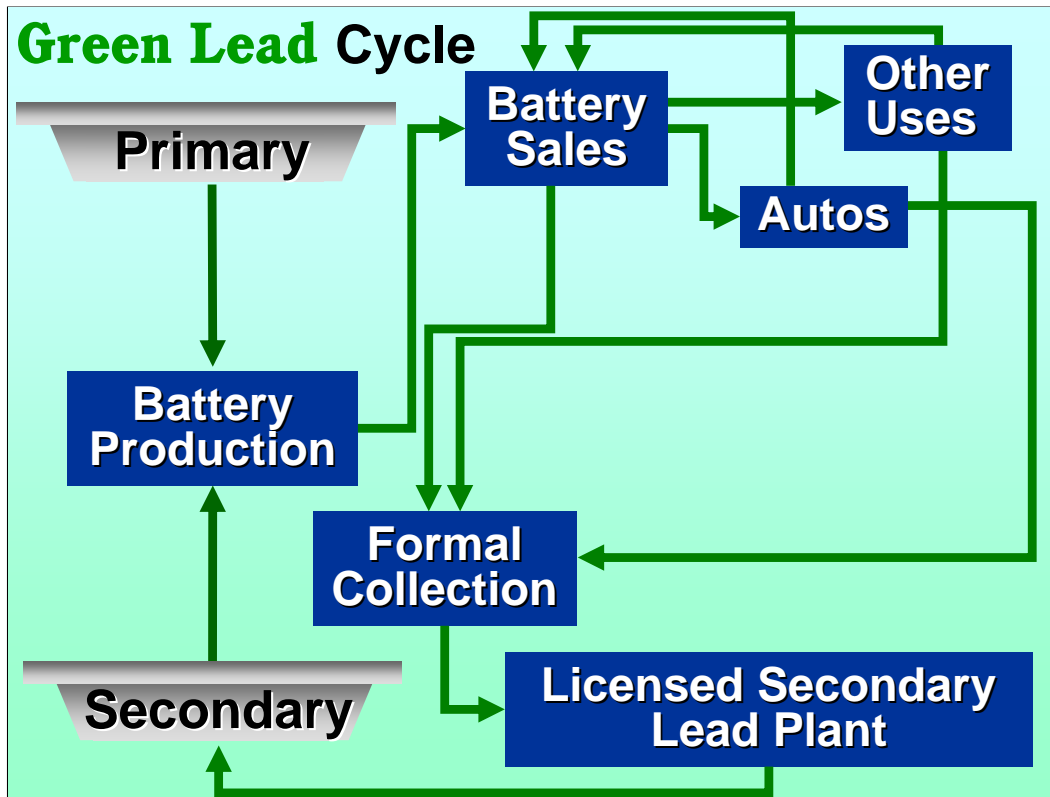 Green Lead Cycle
Primary
Battery
Sales
Other
Uses
Autos
Battery
Production
Formal
Collection
Secondary
Licensed Secondary
Lead Plant